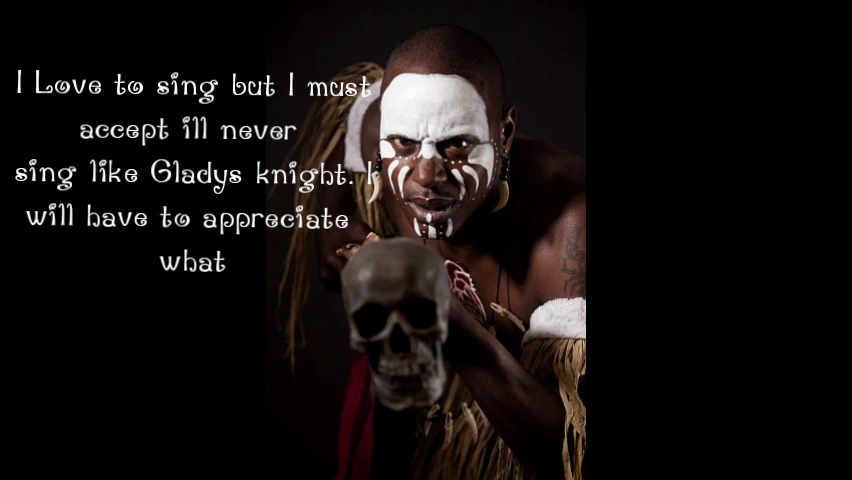 I Love to sing but I must
accept ill never
sing like Gladys knight. I
will have to appreciate
what